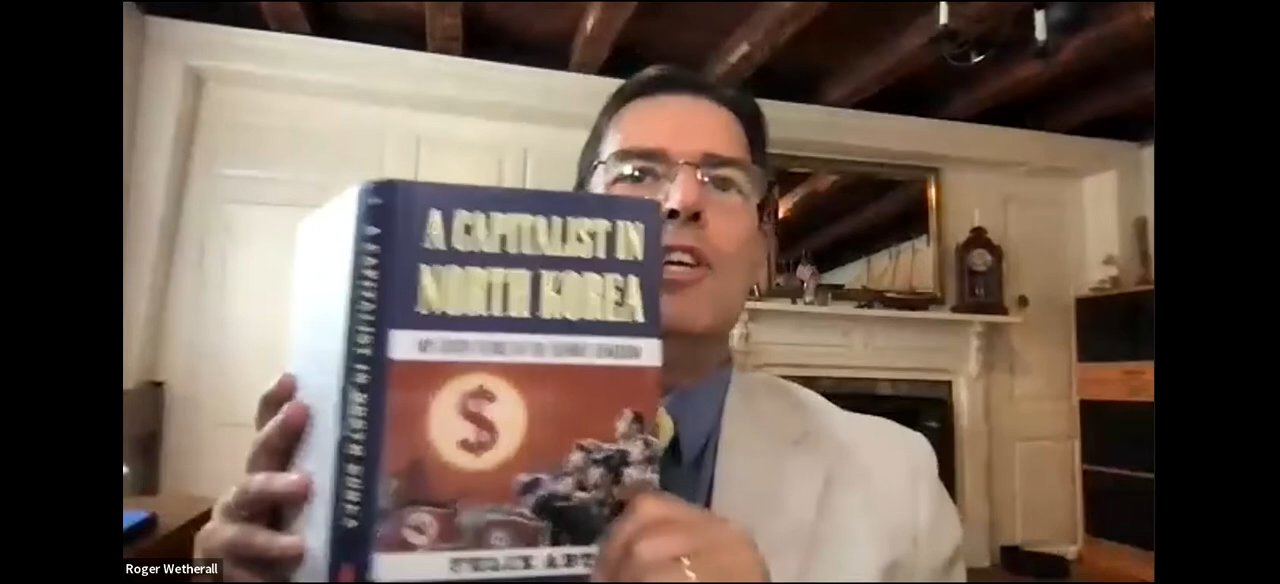 A CAPITALIST IN
NORTH KOREA
A CAPITALIST IN NORTH KOREA
$
Roger Wetherall